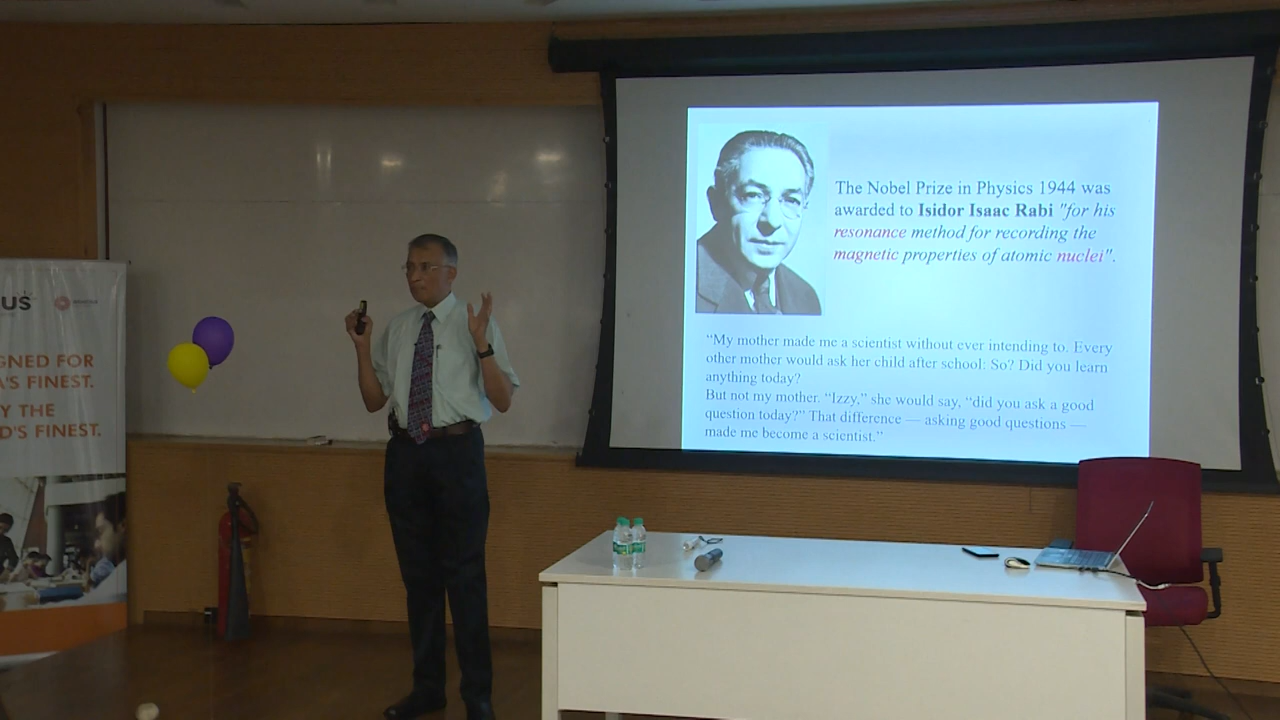 The Nobel Prize in Physics 1944 was
awarded to Isidor Isaac Rabi "for his
resonance method for recording the
magnetic properties of atomic nuclei".
“My mother made me a scientist without ever intending to. Every
other mother would ask her child after school: So? Did you learn
anything today?
But not my mother. “Izzy,” she would say, “did you ask a good
question today?” That difference — asking good questions —
made me become a scientist.”
US
GNED FOR
A'S FINEST.
Y THE
D'S FINEST.